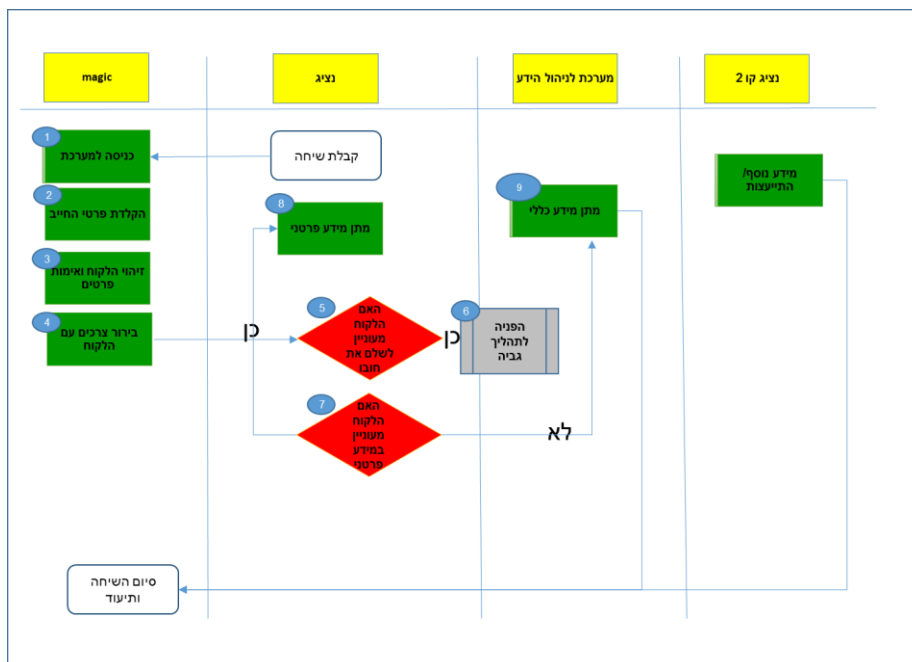 נציג קו 2
מערכת לניהול הידע
נציג
magic
קבלת שיחה
1
כניסה למערכת
2
הקלדת פרטי החייב
3
זיהוי הלקוח ואימות
פרטים
4
בירור צרכים עם
הלקוח
כן
5
האם
הלקוח
מעוניין
לשלם את
חובו
כן
6
הפניה
לתהליך
גביה
7
האם
הלקוח
מעוניין
במידע
פרטני
לא
8
מתן מידע פרטני
9
מתן מידע כללי
מידע נוסף/
התייעצות
סיום השיחה
ותיעוד